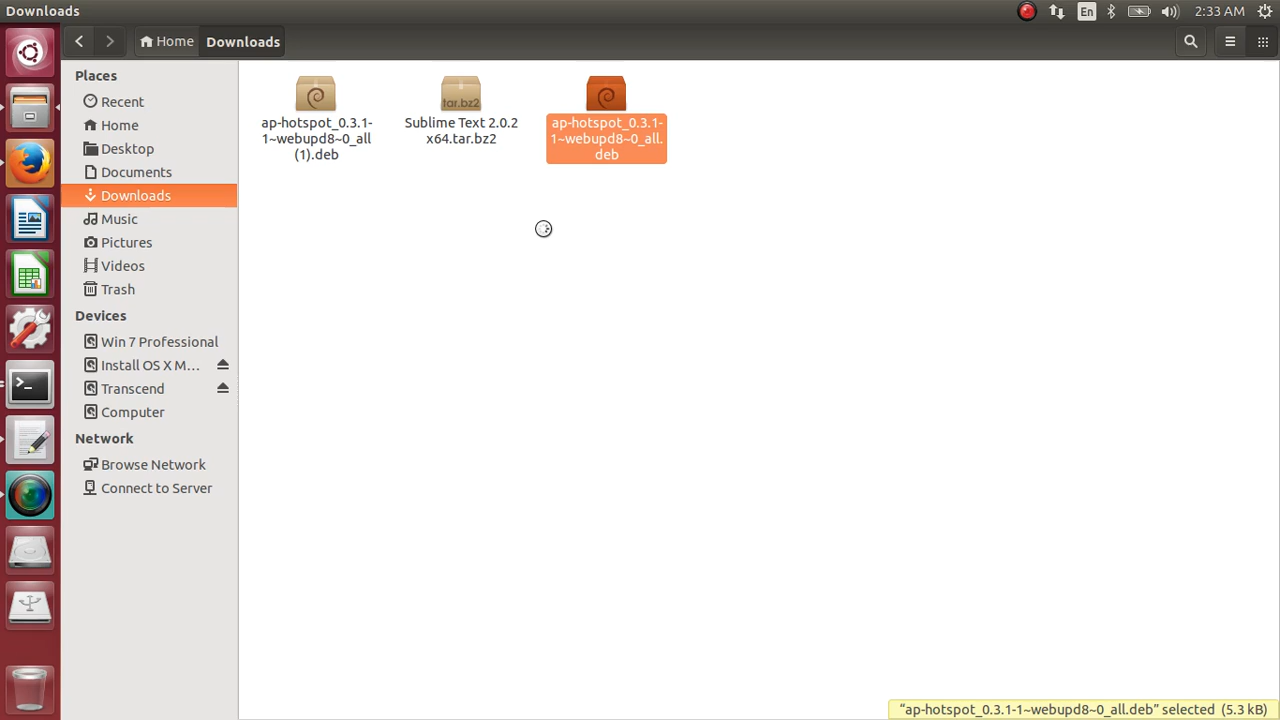 Downloads
En
2:33 AM
Home
Downloads
Places
Recent
Home
Desktop
Documents
Downloads
Music
Pictures
Videos
Trash
Devices
Win 7 Professional
Install OS X M...
Transcend
Computer
Network
Browse Network
Connect to Server
ap-hotspot_0.3.1-
1~webupd8~0_all
(1).deb
tar.bz2
Sublime Text 2.0.2
x64.tar.bz2
ap-hotspot_0.3.1-
1~webupd8~0_all.
deb
“ap-hotspot_0.3.1-1~webupd8~0_all.deb” selected (5.3 kB)